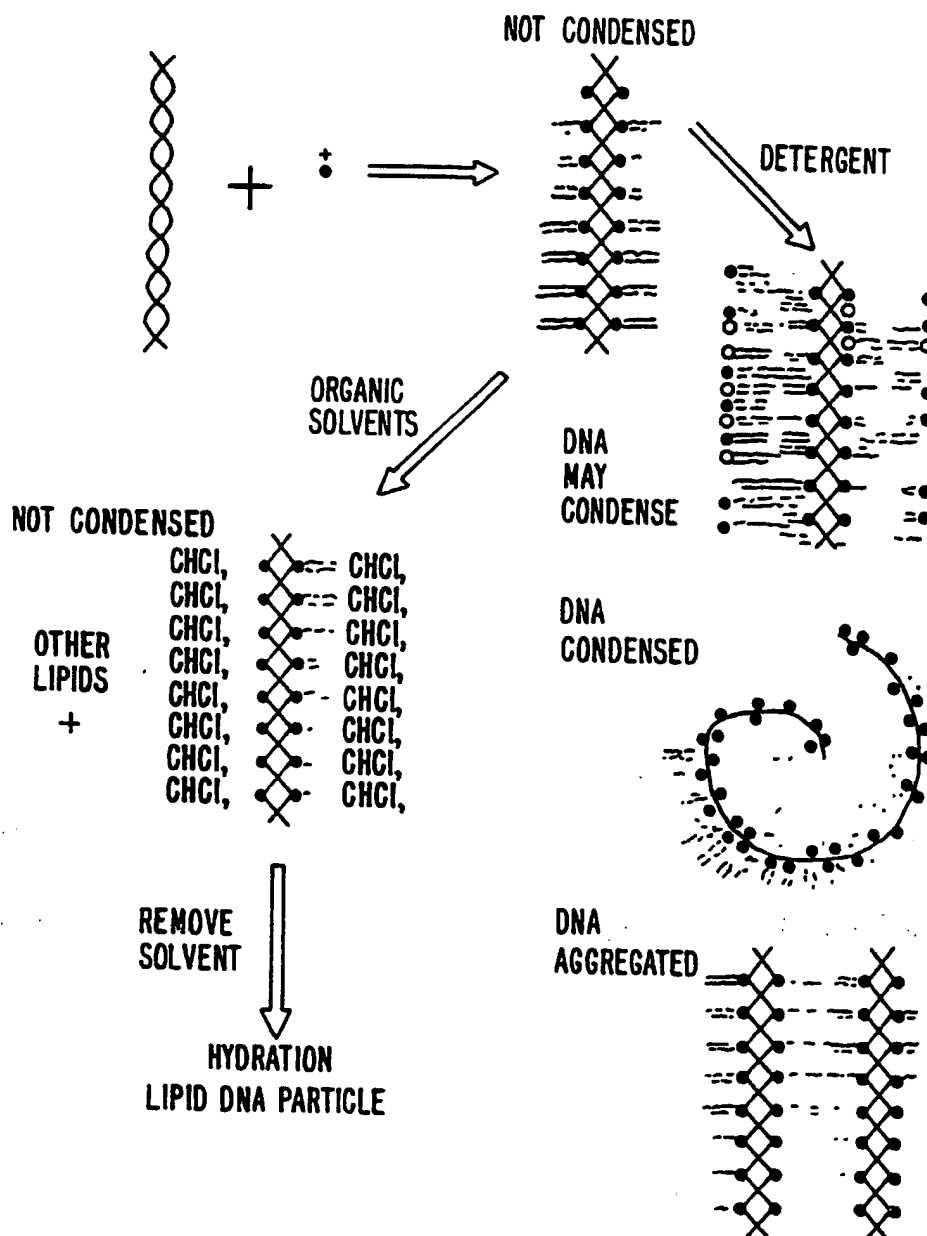 NOT CONDENSED
+
+
DETERGENT
ORGANIC
SOLVENTS
DNA
MAY
CONDENSE
NOT CONDENSED
CHCl, CHCl,
CHCl, CHCl,
CHCl, CHCl,
CHCl, CHCl,
CHCl, CHCl,
CHCl, CHCl,
CHCl, CHCl,
CHCl, CHCl,
OTHER
LIPIDS
+
DNA
CONDENSED
REMOVE
SOLVENT
HYDRATION
LIPID DNA PARTICLE
DNA
AGGREGATED